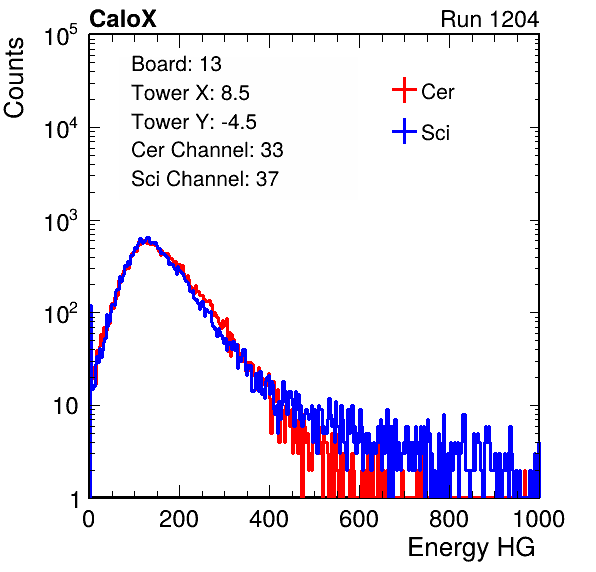 CaloX
Run 1204
Counts
10^5
10^4
10^3
10^2
10
1
Board: 13
Tower X: 8.5
Tower Y: -4.5
Cer Channel: 33
Sci Channel: 37
Cer
Sci
0 200 400 600 800 1000
Energy HG